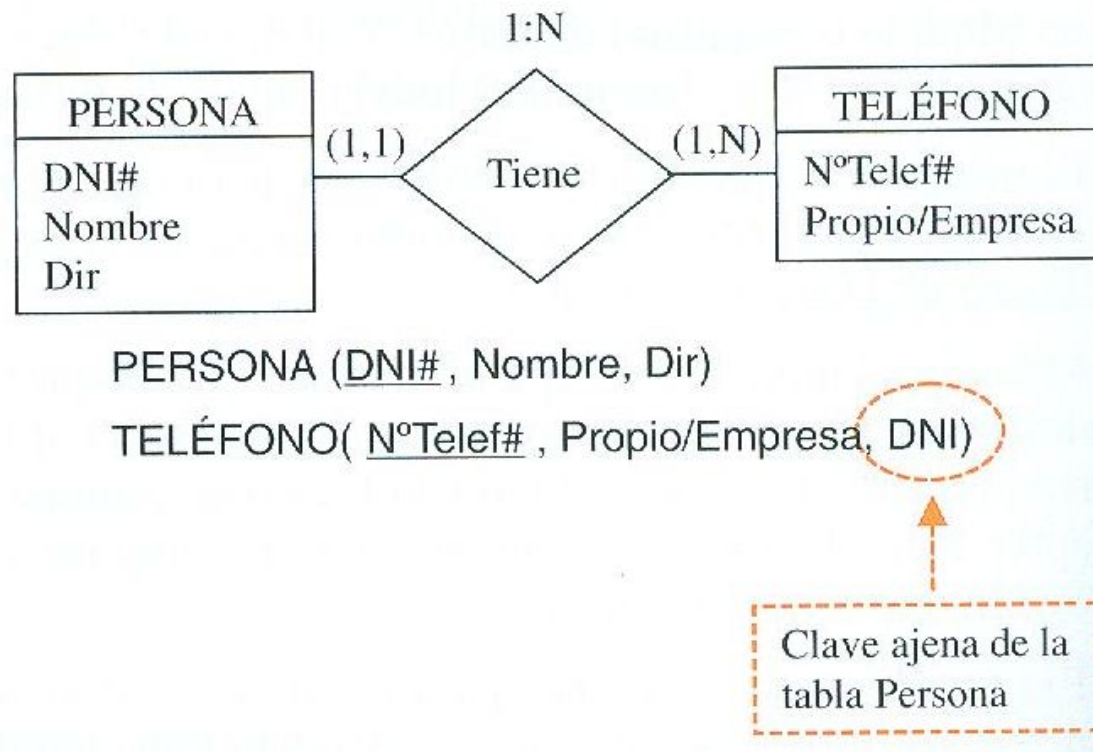 1:N
PERSONA
DNI#
Nombre
Dir
(1,1)
Tiene
(1,N)
TELÉFONO
NºTelef#
Propio/Empresa
PERSONA (DNI# , Nombre, Dir)
TELÉFONO( NºTelef# , Propio/Empresa, DNI)
Clave ajena de la
tabla Persona